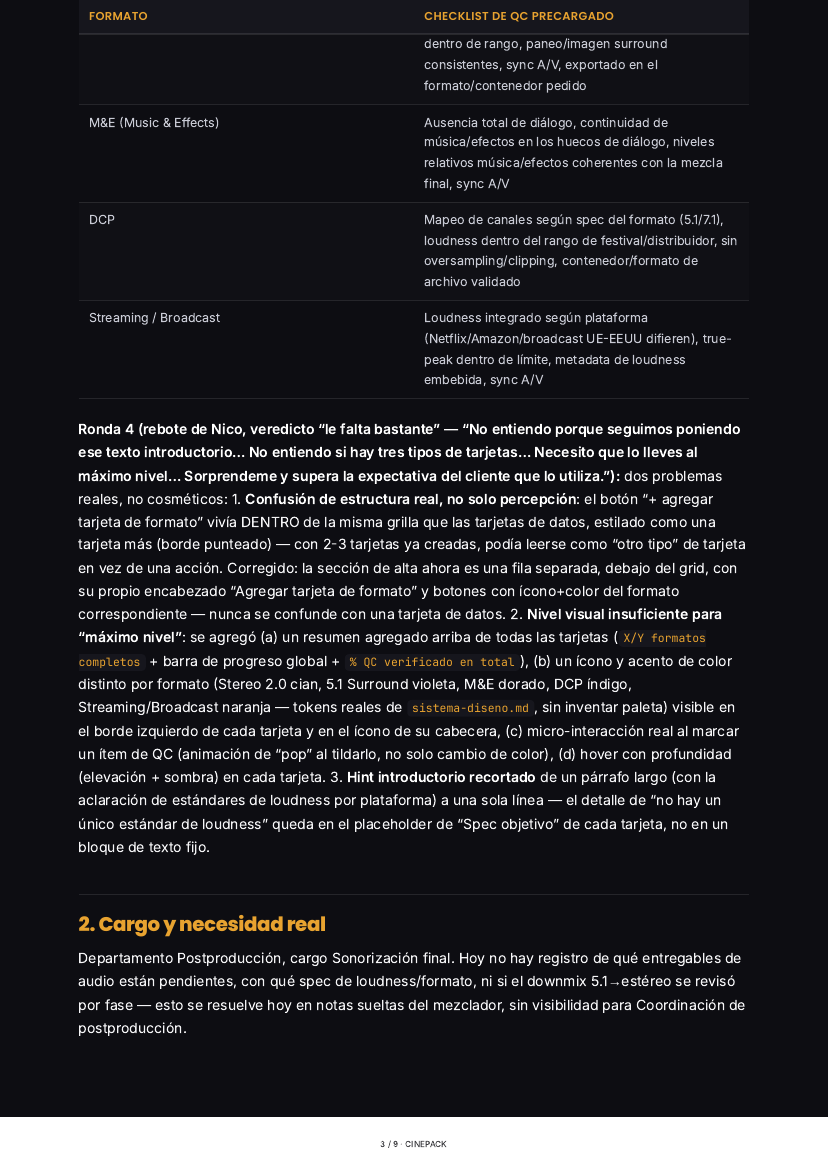 FORMATO CHECKLIST DE QC PRECARGADO
dentro de rango, paneo/imagen surround
consistentes, sync A/V, exportado en el
formato/contenedor pedido
M&E (Music & Effects) Ausencia total de diálogo, continuidad de
música/efectos en los huecos de diálogo, niveles
relativos música/efectos coherentes con la mezcla
final, sync A/V
DCP Mapeo de canales según spec del formato (5.1/7.1),
loudness dentro del rango de festival/distribuidor, sin
oversampling/clipping, contenedor/formato de
archivo validado
Streaming / Broadcast Loudness integrado según plataforma
(Netflix/Amazon/broadcast UE-EEUU difieren), true-
peak dentro de límite, metadata de loudness
embebida, sync A/V
Ronda 4 (rebote de Nico, veredicto “le falta bastante” — “No entiendo porque seguimos poniendo
ese texto introductorio... No entiendo si hay tres tipos de tarjetas... Necesito que lo lleves al
máximo nivel... Sorprendeme y supera la expectativa del cliente que lo utiliza.”): dos problemas
reales, no cosméticos: 1. Confusión de estructura real, no solo percepción: el botón “+ agregar
tarjeta de formato” vivía DENTRO de la misma grilla que las tarjetas de datos, estilado como una
tarjeta más (borde punteado) — con 2-3 tarjetas ya creadas, podía leerse como “otro tipo” de tarjeta
en vez de una acción. Corregido: la sección de alta ahora es una fila separada, debajo del grid, con
su propio encabezado “Agregar tarjeta de formato” y botones con ícono+color del formato
correspondiente — nunca se confunde con una tarjeta de datos. 2. Nivel visual insuficiente para
“máximo nivel”: se agregó (a) un resumen agregado arriba de todas las tarjetas ( X/Y formatos
completos + barra de progreso global + % QC verificado en total ), (b) un ícono y acento de color
distinto por formato (Stereo 2.0 cian, 5.1 Surround violeta, M&E dorado, DCP índigo,
Streaming/Broadcast naranja — tokens reales de sistema-diseno.md , sin inventar paleta) visible en
el borde izquierdo de cada tarjeta y en el ícono de su cabecera, (c) micro-interacción real al marcar
un ítem de QC (animación de “pop” al tildarlo, no solo cambio de color), (d) hover con profundidad
(elevación + sombra) en cada tarjeta. 3. Hint introductorio recortado de un párrafo largo (con la
aclaración de estándares de loudness por plataforma) a una sola línea — el detalle de “no hay un
único estándar de loudness” queda en el placeholder de “Spec objetivo” de cada tarjeta, no en un
bloque de texto fijo.
2. Cargo y necesidad real
Departamento Postproducción, cargo Sonorización final. Hoy no hay registro de qué entregables de
audio están pendientes, con qué spec de loudness/formato, ni si el downmix 5.1→estéreo se revisó
por fase — esto se resuelve hoy en notas sueltas del mezclador, sin visibilidad para Coordinación de
postproducción.
3 / 9 · CINEPACK